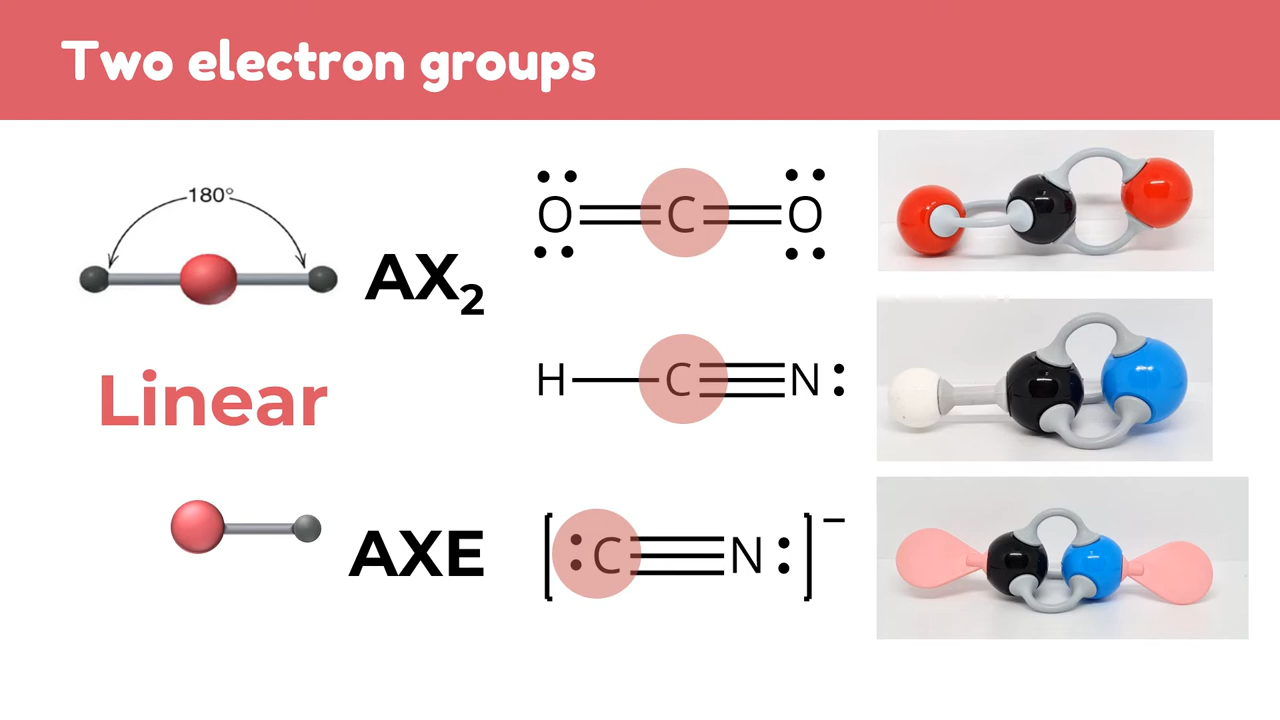 Two electron groups
180°
AX₂
Linear
AXE
O=C=O
H—C≡N:
[:C≡N:]⁻